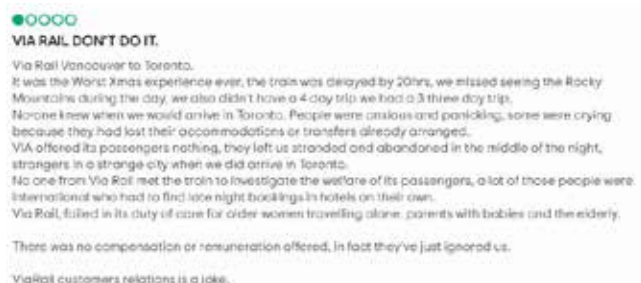 VIA RAIL DON'T DO IT.
Via Rail Vancouver to Toronto.
It was the Worst Xmas experience ever, the train was delayed by 20hrs, we missed seeing the Rocky
Mountains during the day, we also didn't have a 4 day trip we had a 3 three day trip.
No-one knew when we would arrive in Toronto. People were anxious and panicking, some were crying
because they had lost their accommodations or transfers already arranged.
VIA offered its passengers nothing, they left us stranded and abandoned in the middle of the night,
strangers in a strange city when we did arrive in Toronto.
No one from Via Rail met the train to investigate the welfare of its passengers, a lot of those people were
International who had to find late night bookings in hotels on their own.
Via Rail, failed in its duty of care for older women travelling alone, parents with babies and the elderly.
There was no compensation or remuneration offered, in fact they've just ignored us.
ViaRail customers relations is a joke.